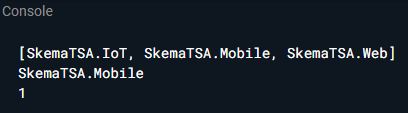 Console
[SkemaTSA.IoT, SkemaTSA.Mobile, SkemaTSA.Web]
SkemaTSA.Mobile
1